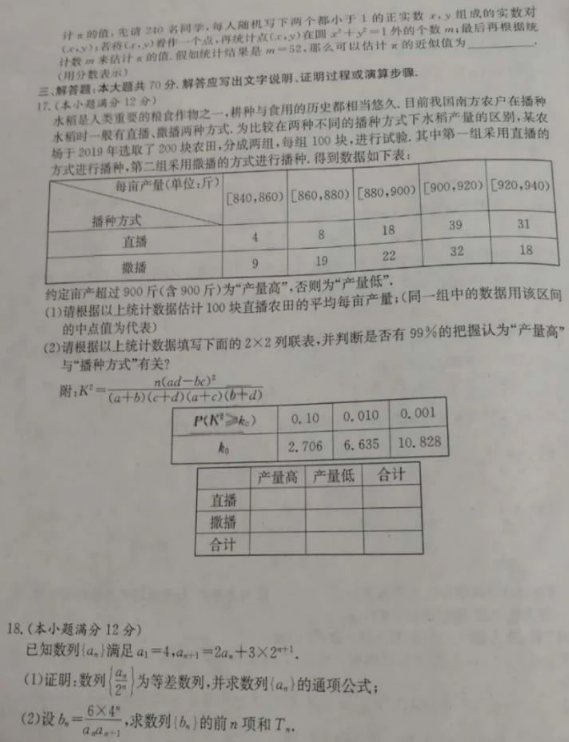 计π的值,先请240名同学,每人随机写下两个都小于1的正实数x,y组成的实数对
(x,y);若将(x,y)看作一个点,再统计点(x,y)在圆x²+y²=1外的个数m;最后再根据统
计数m来估计π的值.假如统计结果是m=52,那么可以估计π的近似值为________.
(用分数表示)
三、解答题:本大题共70分.解答应写出文字说明、证明过程或演算步骤.
17.(本小题满分12分)
水稻是人类重要的粮食作物之一,耕种与食用的历史都相当悠久.目前我国南方农户在播种
水稻时一般有直播、撒播两种方式.为比较在两种不同的播种方式下水稻产量的区别,某农
场于2019年选取了200块农田,分成两组,每组100块,进行试验.其中第一组采用直播的
方式进行播种,第二组采用撒播的方式进行播种.得到数据如下表:
每亩产量(单位:斤) [840,860) [860,880) [880,900) [900,920) [920,940)
播种方式
直播 4 8 18 39 31
撒播 9 19 22 32 18
约定亩产超过900斤(含900斤)为“产量高”,否则为“产量低”.
(1)请根据以上统计数据估计100块直播农田的平均每亩产量;(同一组中的数据用该区间
的中点值为代表)
(2)请根据以上统计数据填写下面的2×2列联表,并判断是否有99%的把握认为“产量高”
与“播种方式”有关?
附:K²=n(ad-bc)²/(a+b)(c+d)(a+c)(b+d)
P(K²≥k₀) 0.10 0.010 0.001
k₀ 2.706 6.635 10.828
产量高 产量低 合计
直播
撒播
合计
18.(本小题满分12分)
已知数列{aₙ}满足a₁=4,aₙ₊₁=2aₙ+3×2ⁿ⁺¹.
(1)证明:数列{aₙ/2ⁿ}为等差数列,并求数列{aₙ}的通项公式;
(2)设bₙ=6×4ⁿ/aₙaₙ₊₁,求数列{bₙ}的前n项和Tₙ.